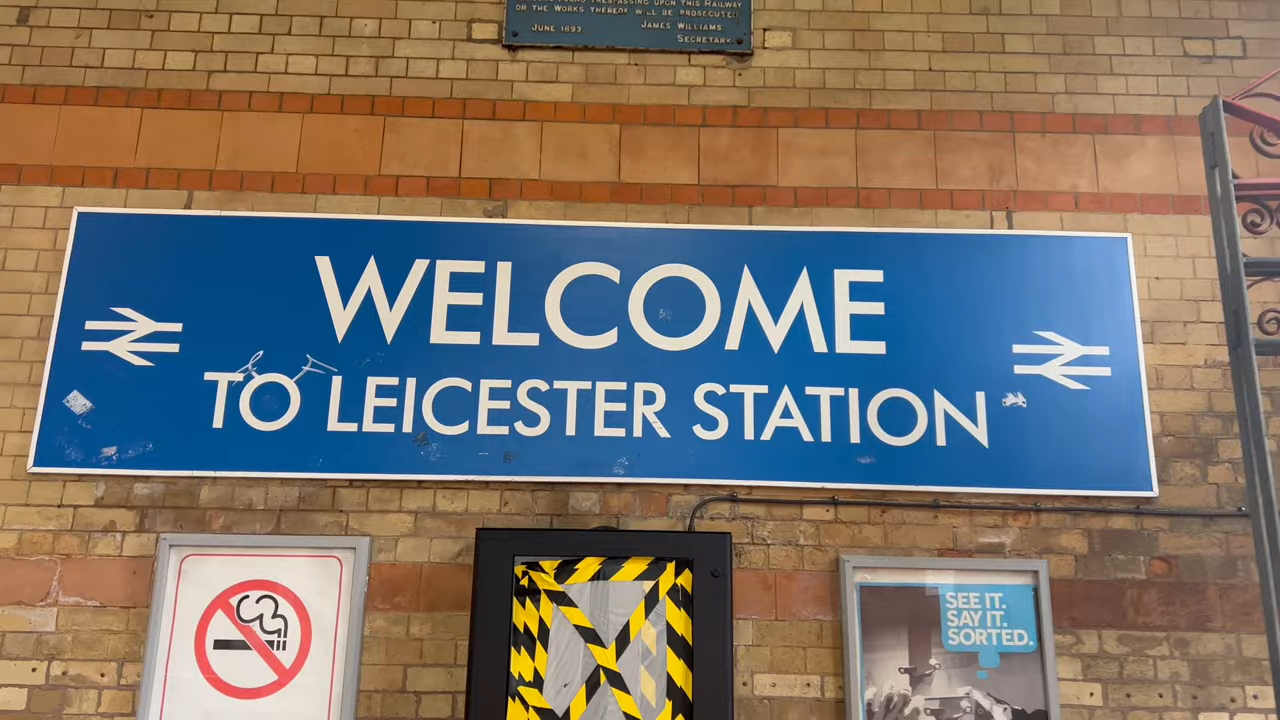 TRESPASSING UPON THIS RAILWAY
OR THE WORKS THEREOF WILL BE PROSECUTED
JUNE 1893 JAMES WILLIAMS
SECRETARY.
WELCOME
TO LEICESTER STATION
SEE IT.
SAY IT.
SORTED.